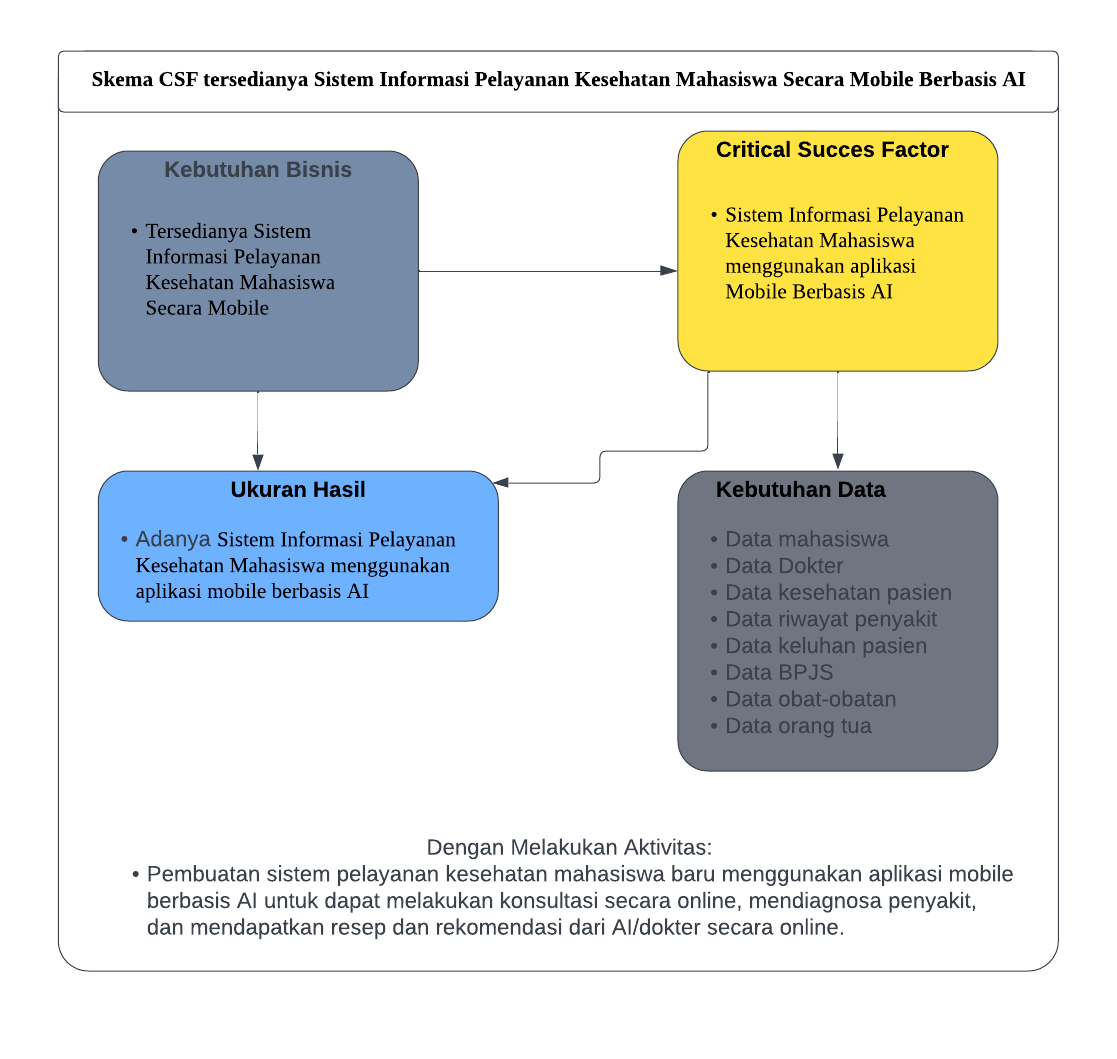 Skema CSF tersedianya Sistem Informasi Pelayanan Kesehatan Mahasiswa Secara Mobile Berbasis AI
Kebutuhan Bisnis
• Tersedianya Sistem
Informasi Pelayanan
Kesehatan Mahasiswa
Secara Mobile
Critical Succes Factor
• Sistem Informasi Pelayanan
Kesehatan Mahasiswa
menggunakan aplikasi
Mobile Berbasis AI
Ukuran Hasil
• Adanya Sistem Informasi Pelayanan
Kesehatan Mahasiswa menggunakan
aplikasi mobile berbasis AI
Kebutuhan Data
• Data mahasiswa
• Data Dokter
• Data kesehatan pasien
• Data riwayat penyakit
• Data keluhan pasien
• Data BPJS
• Data obat-obatan
• Data orang tua
Dengan Melakukan Aktivitas:
• Pembuatan sistem pelayanan kesehatan mahasiswa baru menggunakan aplikasi mobile
berbasis AI untuk dapat melakukan konsultasi secara online, mendiagnosa penyakit,
dan mendapatkan resep dan rekomendasi dari AI/dokter secara online.